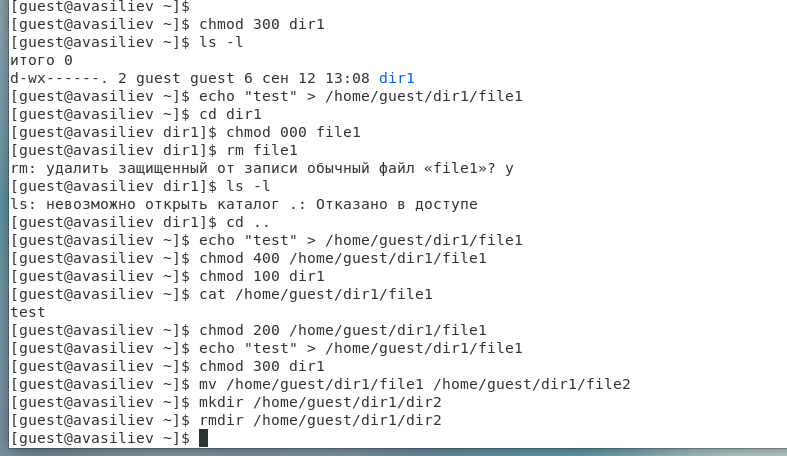 [guest@avasiliev ~]$
[guest@avasiliev ~]$ chmod 300 dir1
[guest@avasiliev ~]$ ls -l
итого 0
d-wx------. 2 guest guest 6 сен 12 13:08 dir1
[guest@avasiliev ~]$ echo "test" > /home/guest/dir1/file1
[guest@avasiliev ~]$ cd dir1
[guest@avasiliev dir1]$ chmod 000 file1
[guest@avasiliev dir1]$ rm file1
rm: удалить защищенный от записи обычный файл «file1»? y
[guest@avasiliev dir1]$ ls -l
ls: невозможно открыть каталог .: Отказано в доступе
[guest@avasiliev dir1]$ cd ..
[guest@avasiliev ~]$ echo "test" > /home/guest/dir1/file1
[guest@avasiliev ~]$ chmod 400 /home/guest/dir1/file1
[guest@avasiliev ~]$ chmod 100 dir1
[guest@avasiliev ~]$ cat /home/guest/dir1/file1
test
[guest@avasiliev ~]$ chmod 200 /home/guest/dir1/file1
[guest@avasiliev ~]$ echo "test" > /home/guest/dir1/file1
[guest@avasiliev ~]$ chmod 300 dir1
[guest@avasiliev ~]$ mv /home/guest/dir1/file1 /home/guest/dir1/file2
[guest@avasiliev ~]$ mkdir /home/guest/dir1/dir2
[guest@avasiliev ~]$ rmdir /home/guest/dir1/dir2
[guest@avasiliev ~]$